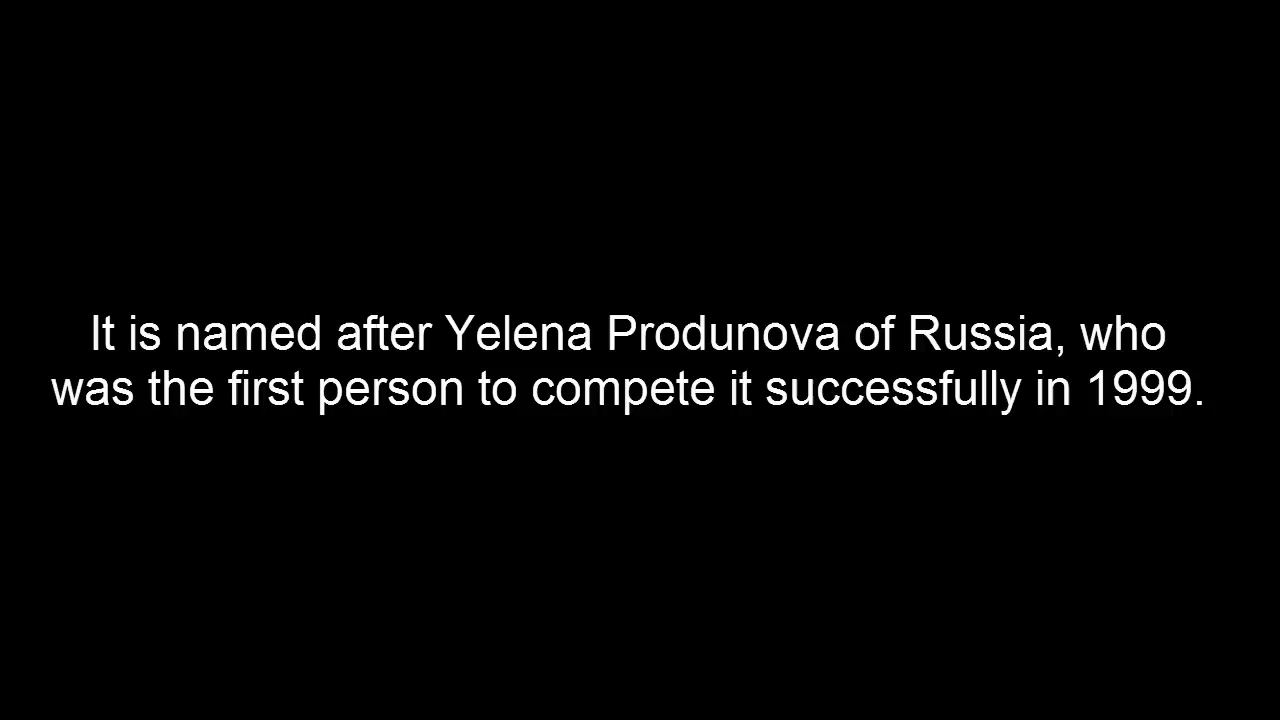 It is named after Yelena Produnova of Russia, who
was the first person to compete it successfully in 1999.